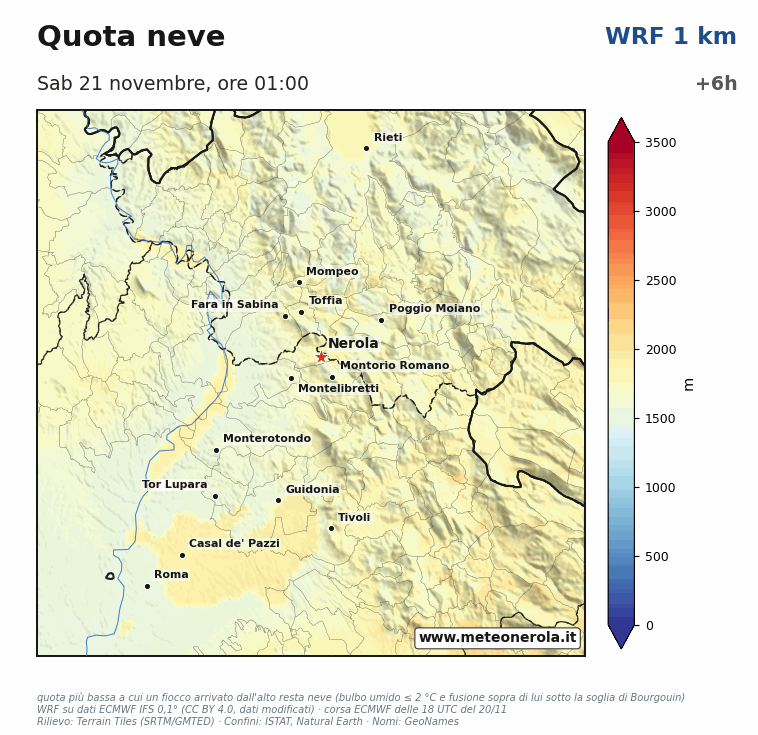 Quota neve
WRF 1 km
Sab 21 novembre, ore 01:00
+6h
Rieti
Mompeo
Fara in Sabina
Toffia
Poggio Moiano
Nerola
Montorio Romano
Montelibretti
Monterotondo
Tor Lupara
Guidonia
Tivoli
Casal de' Pazzi
Roma
www.meteonerola.it
3500
3000
2500
2000
1500
1000
500
0
m
quota più bassa a cui un fiocco arrivato dall'alto resta neve (bulbo umido ≤ 2 °C e fusione sopra di lui sotto la soglia di Bourgouin)
WRF su dati ECMWF IFS 0,1° (CC BY 4.0, dati modificati) · corsa ECMWF delle 18 UTC del 20/11
Rilievo: Terrain Tiles (SRTM/GMTED) · Confini: ISTAT, Natural Earth · Nomi: GeoNames